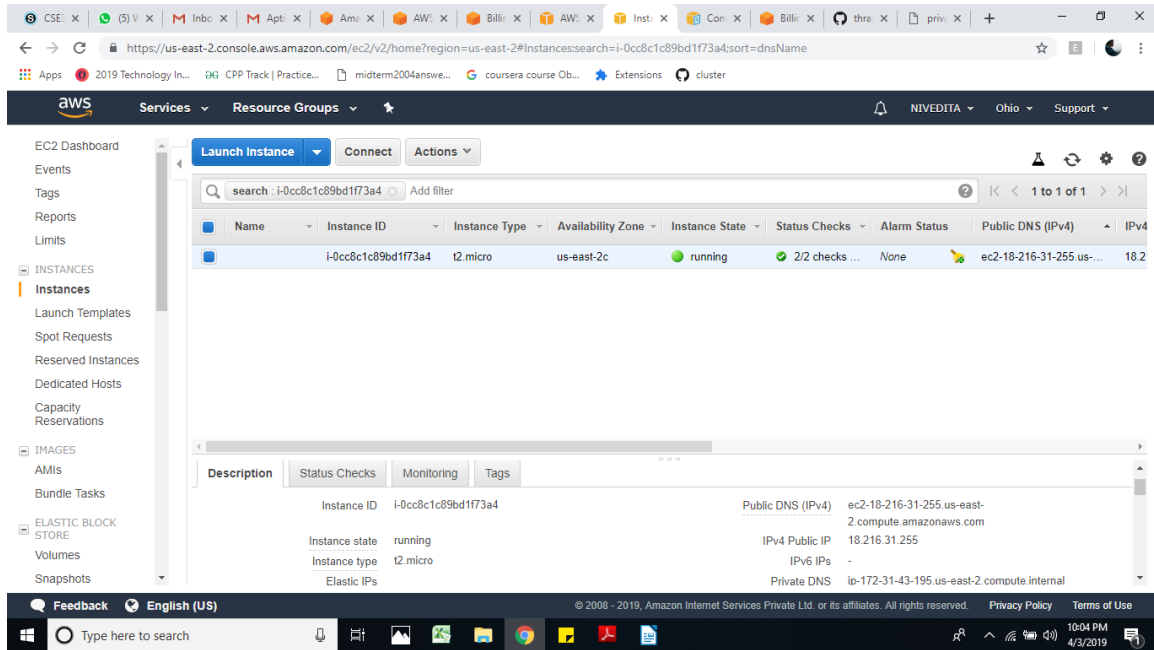 CSE: (5) V Inbo Apti Ama AWS Billin AWS Insta Con Billin thra priva
https://us-east-2.console.aws.amazon.com/ec2/v2/home?region=us-east-2#Instances:search=i-0cc8c1c89bd1f73a4;sort=dnsName
Apps 2019 Technology In... CPP Track | Practice... midterm2004answe... coursera course Ob... Extensions cluster
aws Services Resource Groups NIVEDITA Ohio Support
EC2 Dashboard
Events
Tags
Reports
Limits
INSTANCES
Instances
Launch Templates
Spot Requests
Reserved Instances
Dedicated Hosts
Capacity
Reservations
IMAGES
AMIs
Bundle Tasks
ELASTIC BLOCK
STORE
Volumes
Snapshots
Launch Instance Connect Actions
search : i-0cc8c1c89bd1f73a4 Add filter 1 to 1 of 1
Name Instance ID Instance Type Availability Zone Instance State Status Checks Alarm Status Public DNS (IPv4) IPv4
i-0cc8c1c89bd1f73a4 t2.micro us-east-2c running 2/2 checks ... None ec2-18-216-31-255.us-... 18.2
Description Status Checks Monitoring Tags
Instance ID i-0cc8c1c89bd1f73a4
Instance state running
Instance type t2.micro
Elastic IPs
Public DNS (IPv4) ec2-18-216-31-255.us-east-
2.compute.amazonaws.com
IPv4 Public IP 18.216.31.255
IPv6 IPs -
Private DNS ip-172-31-43-195.us-east-2.compute.internal
Feedback English (US) © 2008 - 2019, Amazon Internet Services Private Ltd. or its affiliates. All rights reserved. Privacy Policy Terms of Use
Type here to search
10:04 PM
4/3/2019